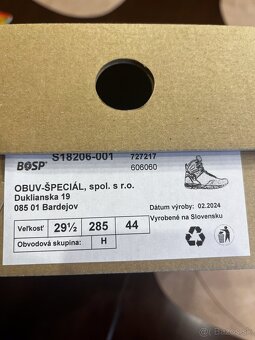 S18206-001
727217
BOSP®
606060
OBUV-ŠPECIÁL, spol. s r.o.
Duklianska 19
085 01 Bardejov
Dátum výroby: 02.2024
Vyrobené na Slovensku
Veľkosť 29½ 285 44
Obvodová skupina: H